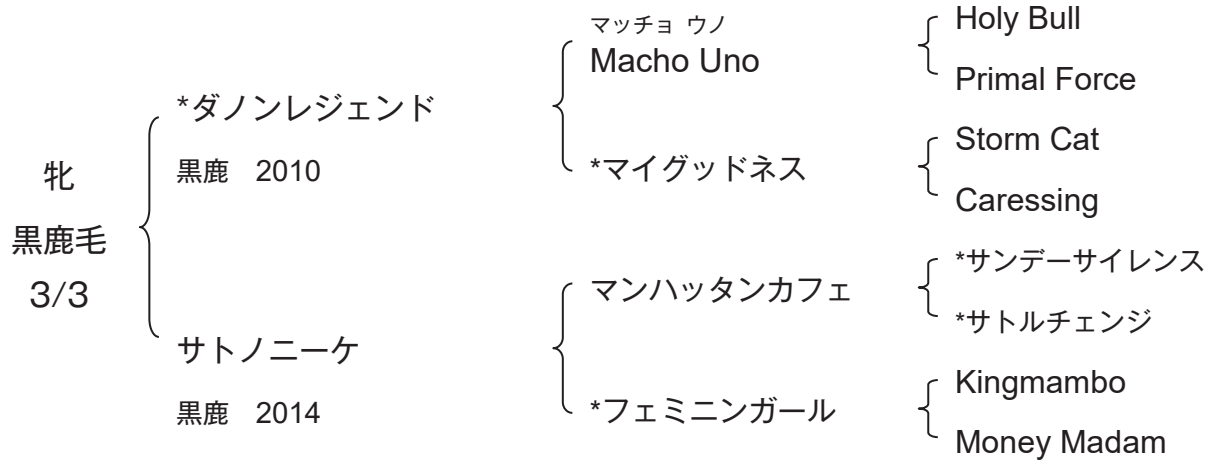 牝
黒鹿毛
3/3
*ダノンレジェンド
黒鹿 2010
サトノニーケ
黒鹿 2014
マッチョ ウノ
Macho Uno
*マイグッドネス
マンハッタンカフェ
*フェミニンガール
Holy Bull
Primal Force
Storm Cat
Caressing
*サンデーサイレンス
*サトルチェンジ
Kingmambo
Money Madam